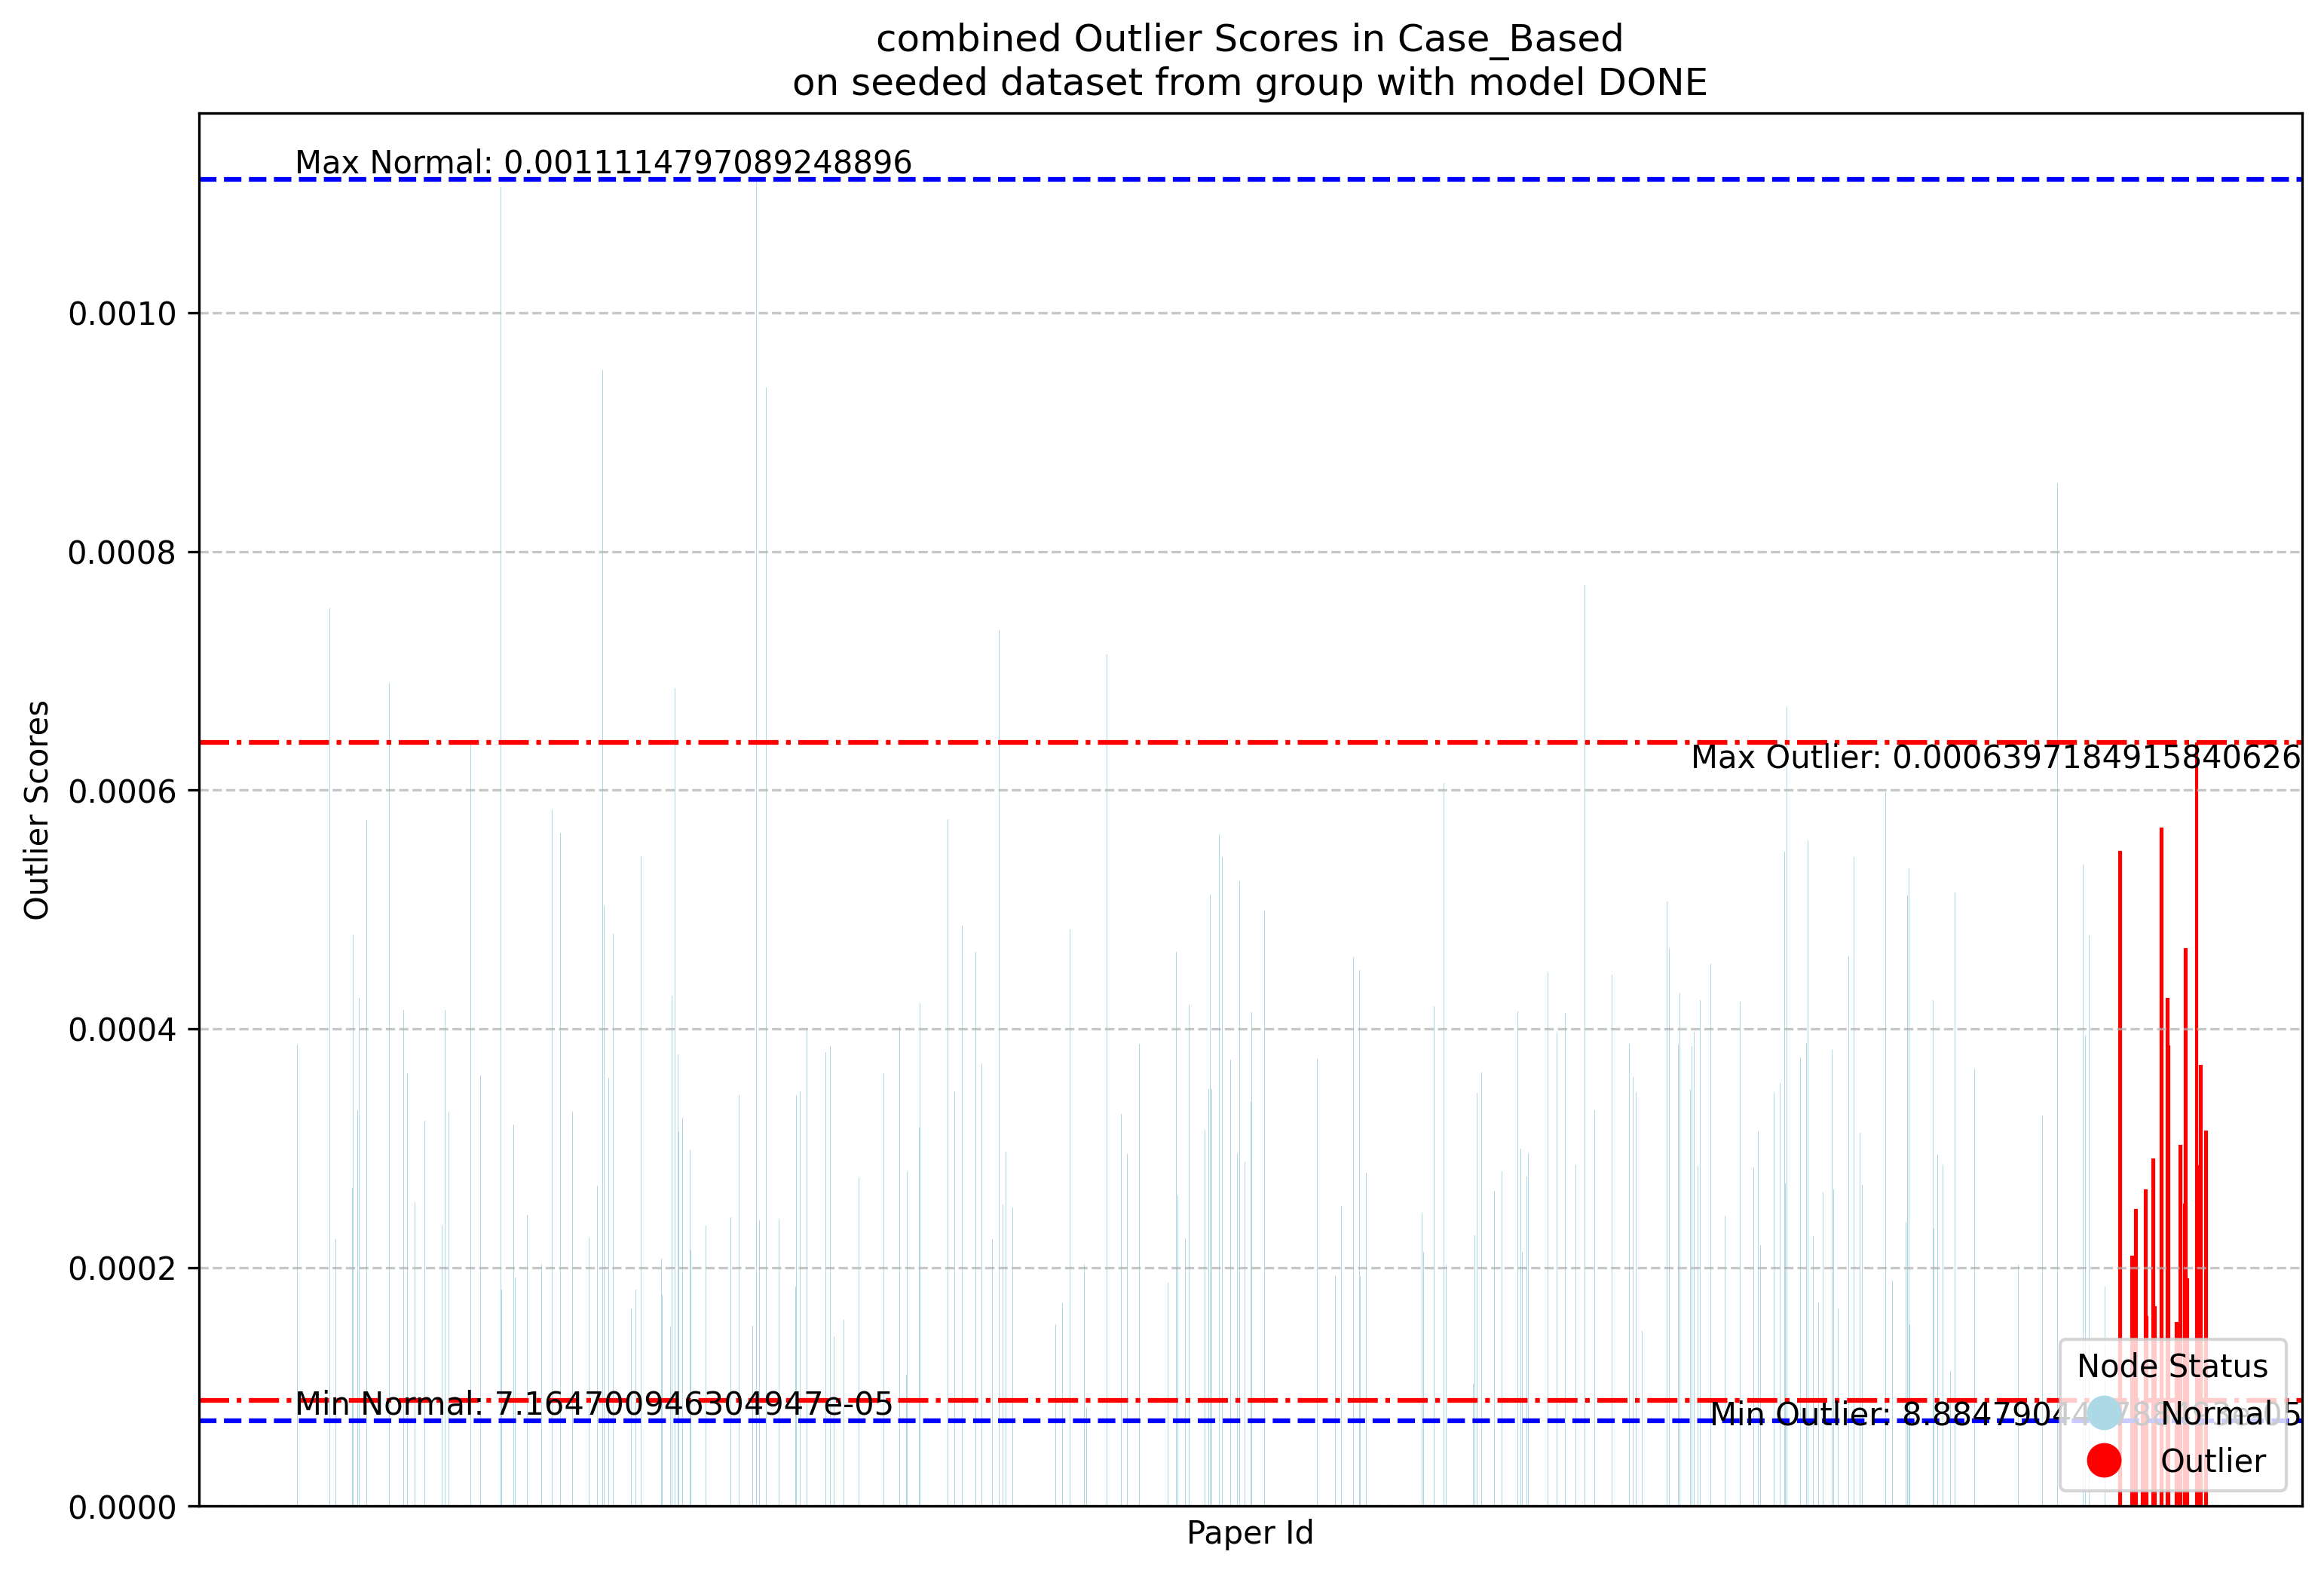 combined Outlier Scores in Case_Based
on seeded dataset from group with model DONE
Max Normal: 0.0011114797089248896
0.0010
0.0008
Max Outlier: 0.0006397184915840626
0.0006
Outlier Scores
0.0004
0.0002
Min Normal: 7.164700946304947e-05
Min Outlier:
Node Status
Normal
Outlier
0.0000
Paper Id